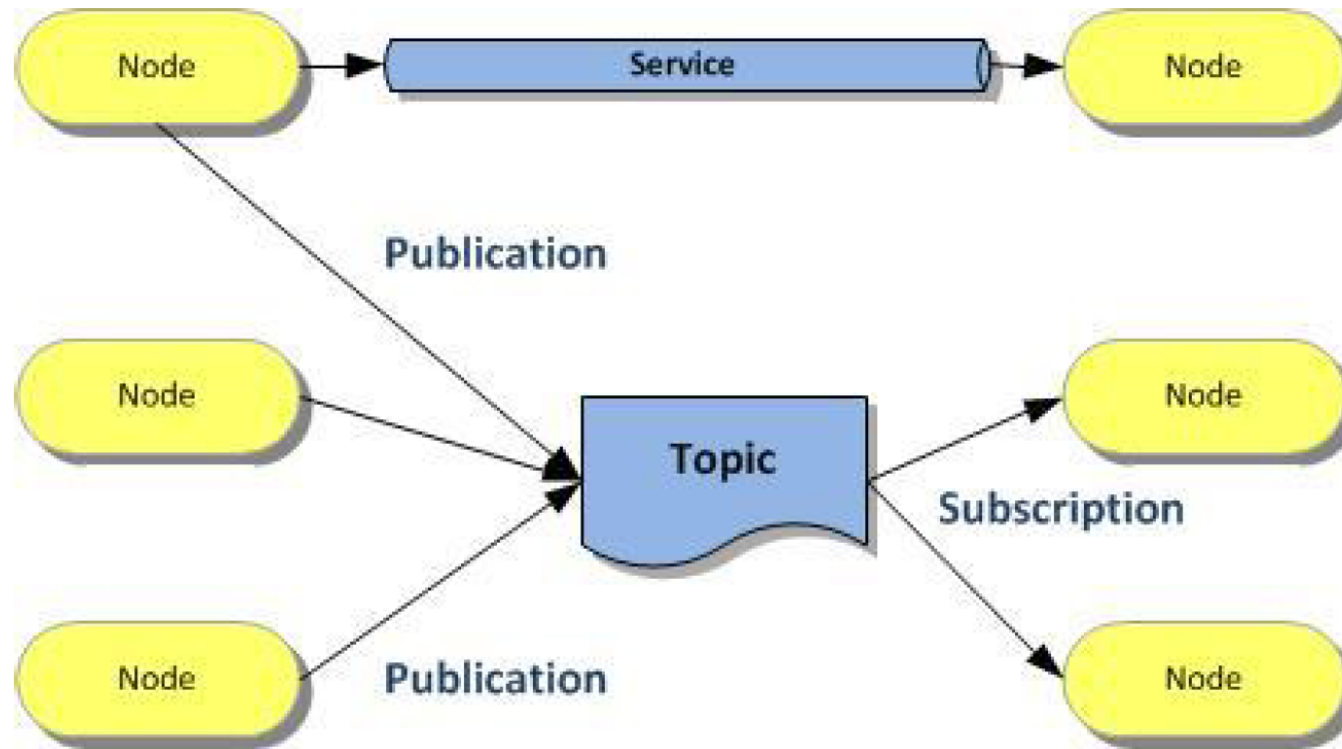 Node
Service
Node
Publication
Node
Topic
Node
Subscription
Node
Publication
Node